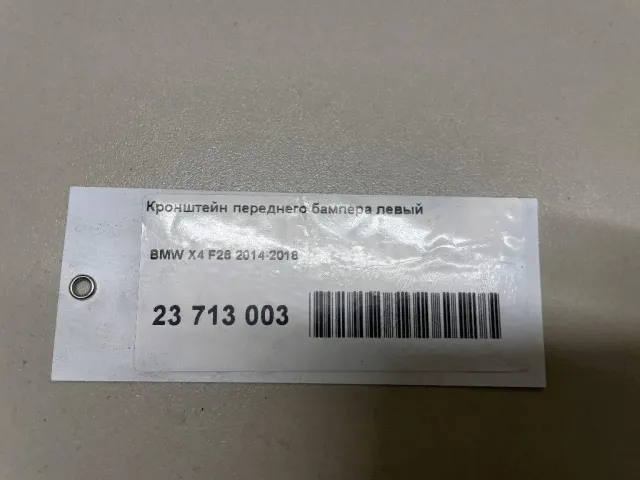 Кронштейн переднего бампера левый
BMW X4 F26 2014-2018
23 713 003